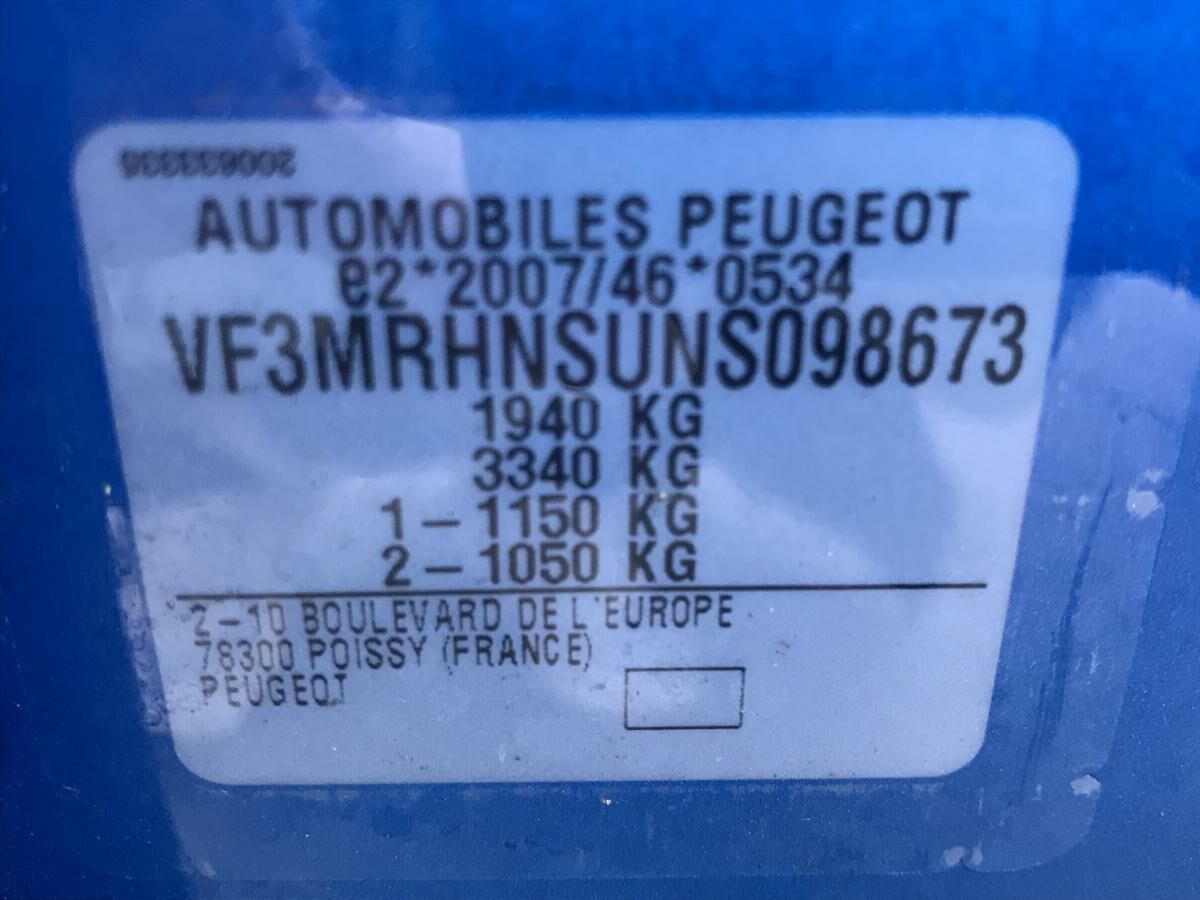 200633335
AUTOMOBILES PEUGEOT
e2*2007/46*0534
VF3MRHNSUNS098673
1940 KG
3340 KG
1-1150 KG
2-1050 KG
2-10 BOULEVARD DE L'EUROPE
78300 POISSY (FRANCE)
PEUGEOT